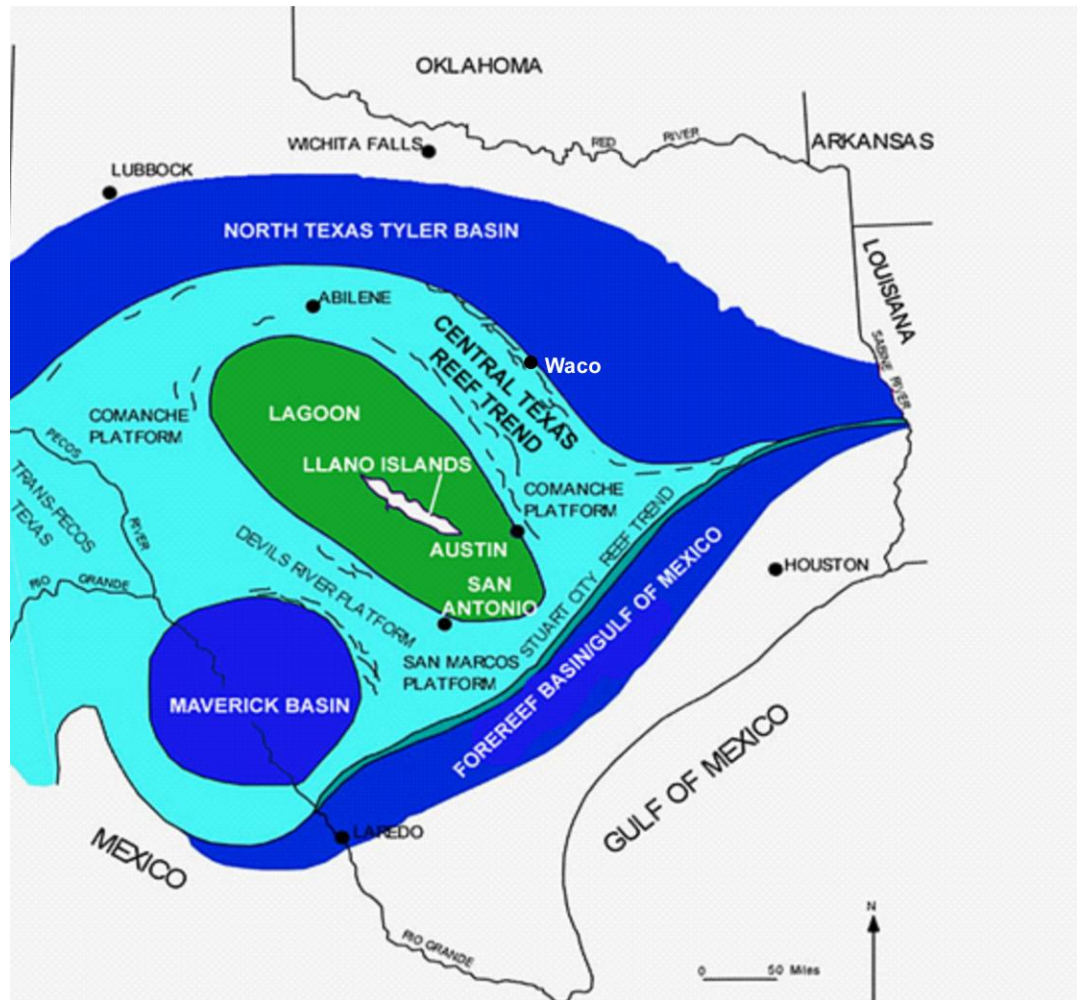 OKLAHOMA
WICHITA FALLS
RED
RIVER
ARKANSAS
LUBBOCK
NORTH TEXAS TYLER BASIN
LOUISIANA
ABILENE
CENTRAL TEXAS
REEF TREND
Waco
SABINE RIVER
LAGOON
COMANCHE
PLATFORM
PECOS
RIVER
LLANO ISLANDS
COMANCHE
PLATFORM
TRANS-PECOS
TEXAS
AUSTIN
DEVILS RIVER PLATFORM
STUART CITY REEF TREND
HOUSTON
RIO GRANDE
SAN
ANTONIO
SAN MARCOS
PLATFORM
FOREREEF BASIN/GULF OF MEXICO
MAVERICK BASIN
GULF OF MEXICO
LAREDO
MEXICO
RIO GRANDE
N
0 50 Miles